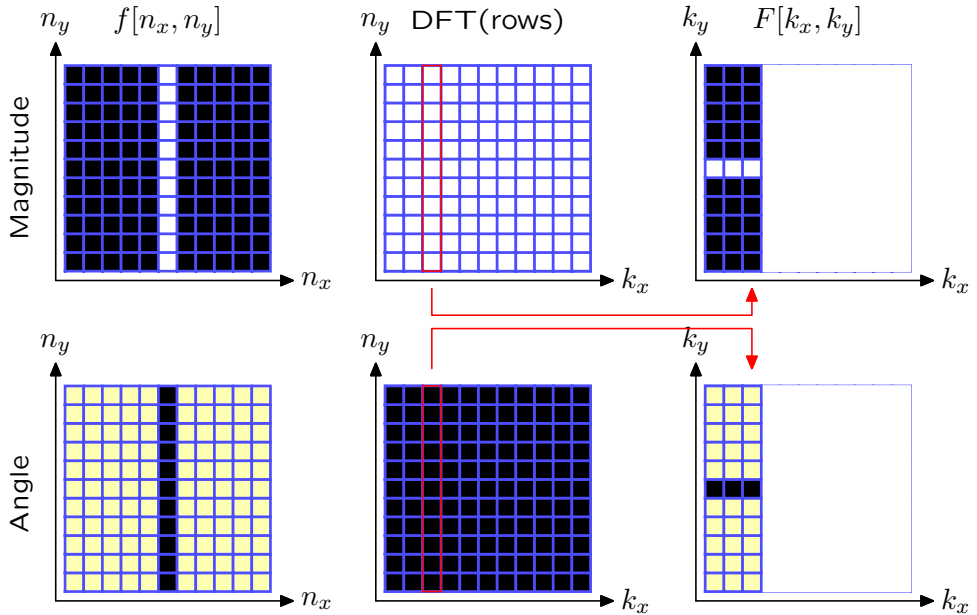 n_y f[n_x, n_y] n_y DFT(rows) k_y F[k_x, k_y]
Magnitude
n_x k_x k_x
n_y n_y k_y
Angle
n_x k_x k_x